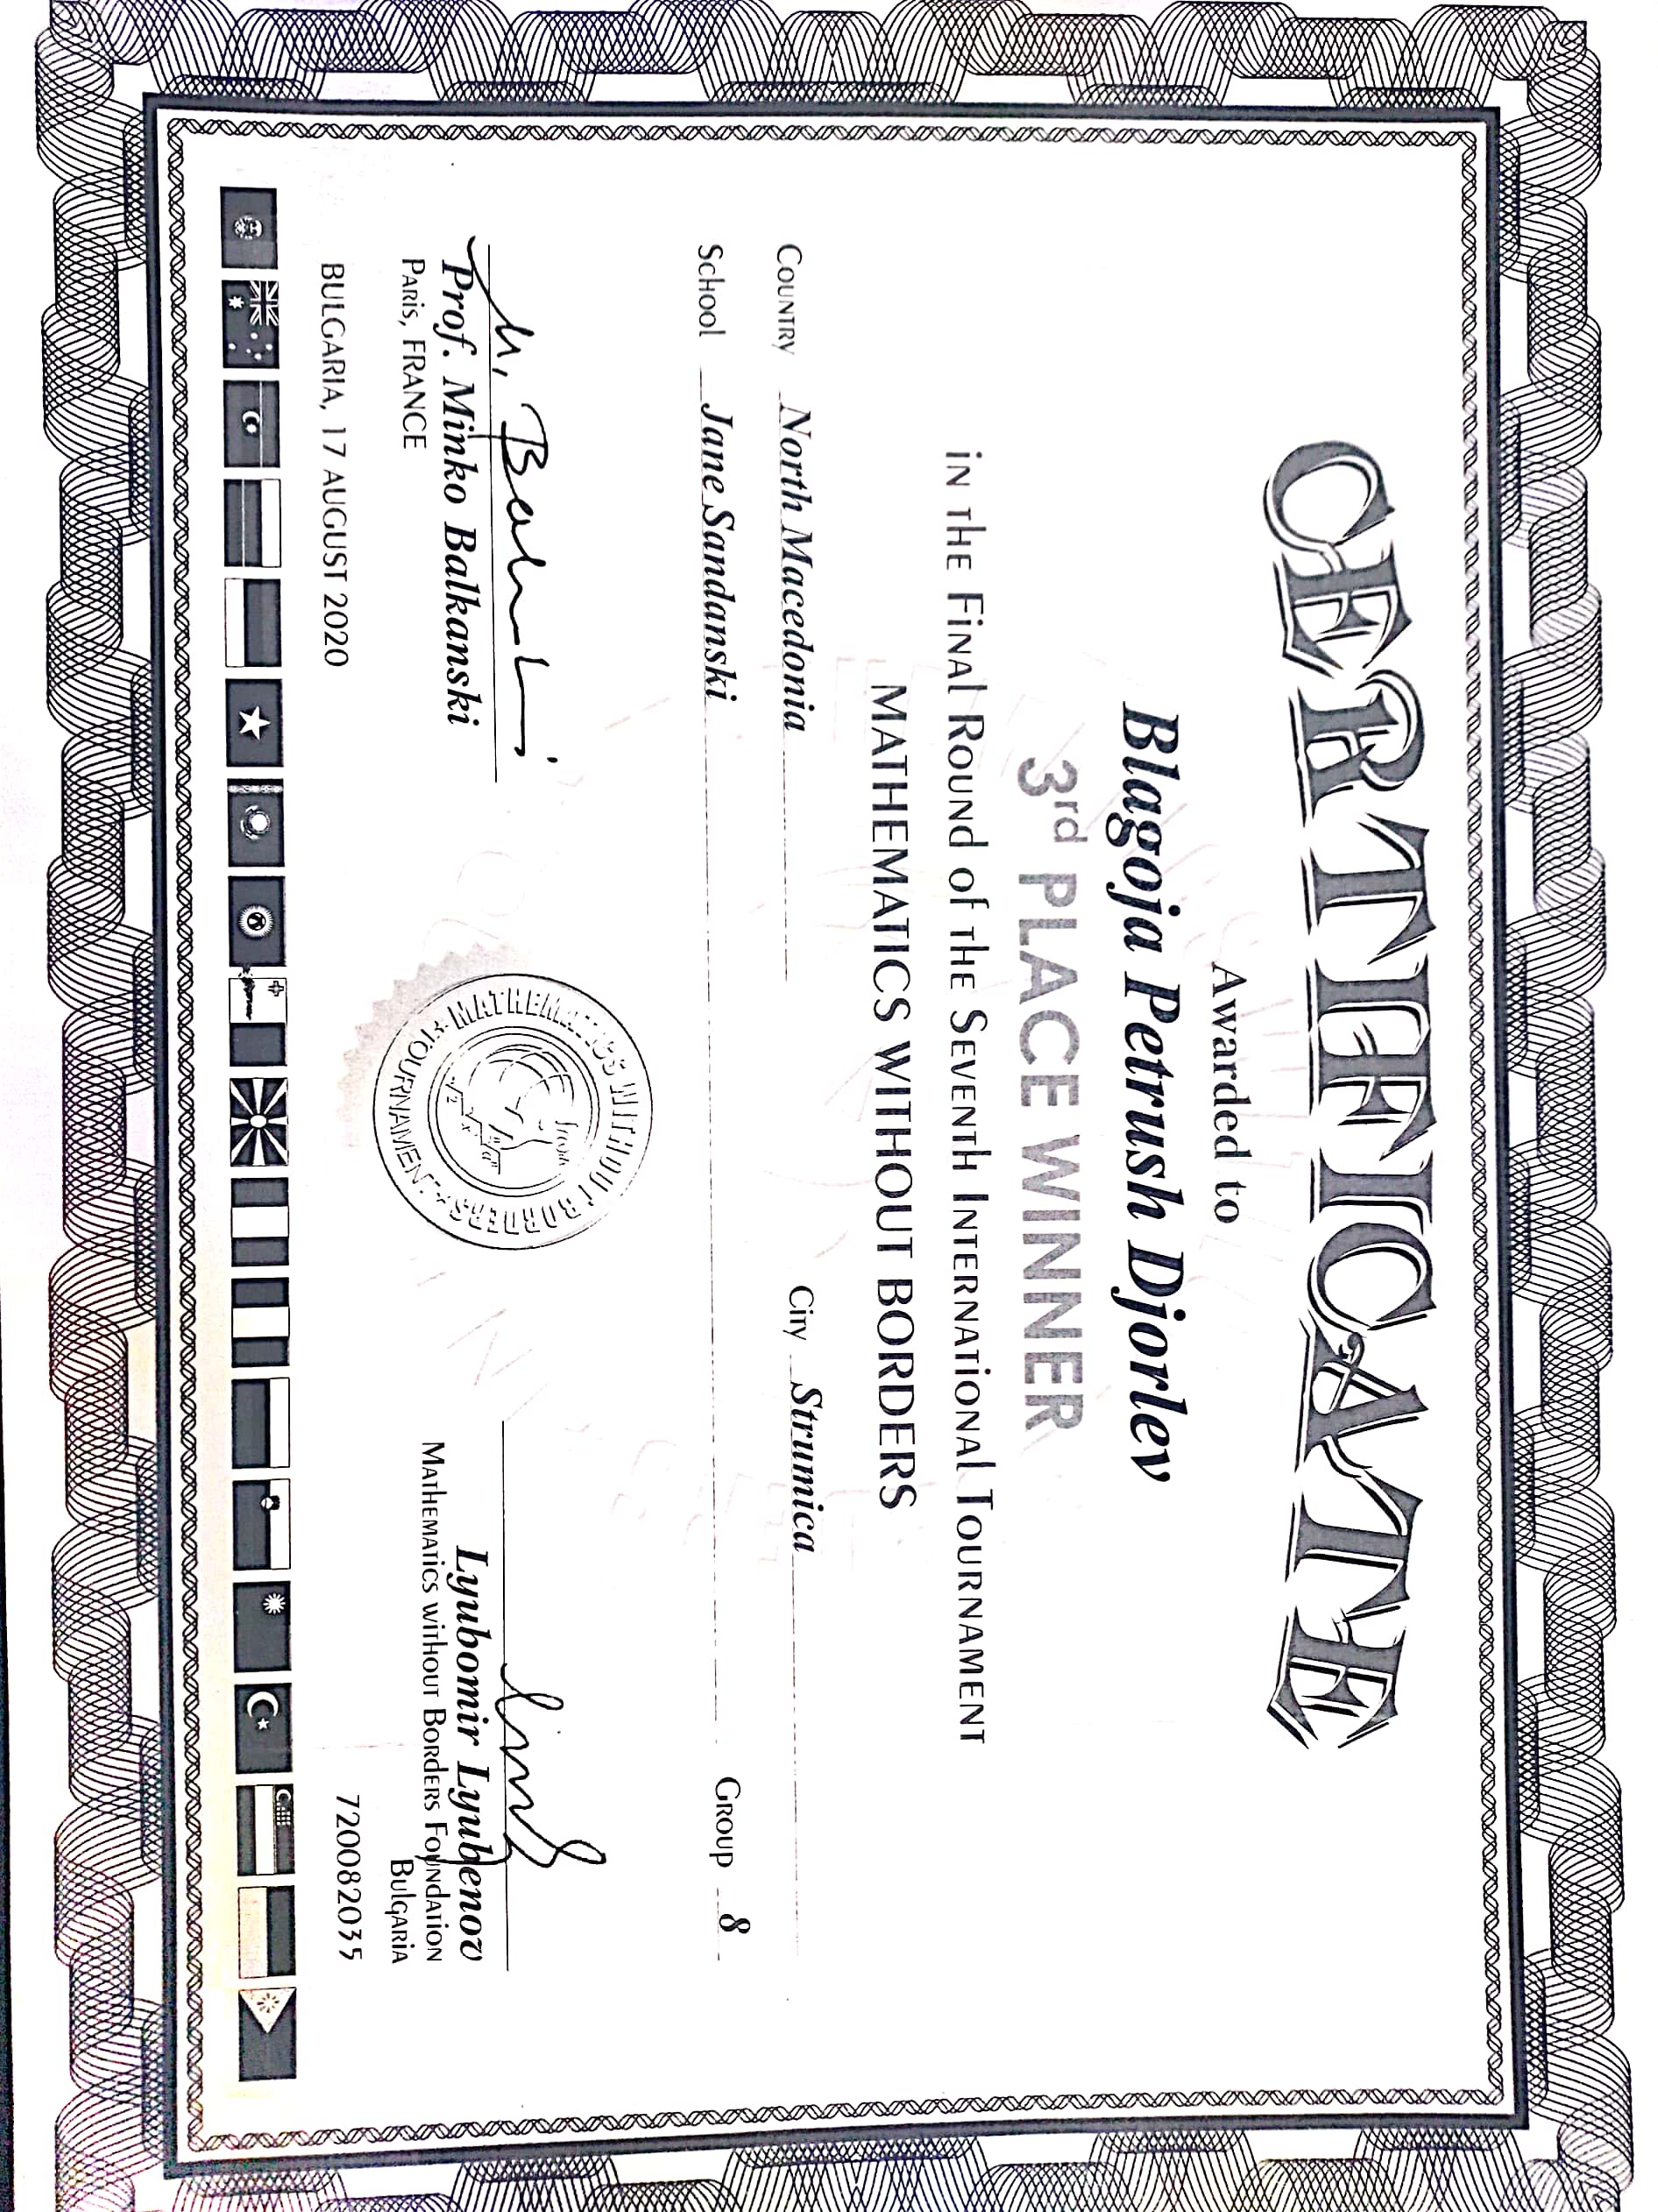 CERTIFICATE
Awarded to
Blagoja Petrush Djorlev
3rd PLACE WINNER
IN THE FINAL ROUND OF THE SEVENTH INTERNATIONAL TOURNAMENT
MATHEMATICS WITHOUT BORDERS
COUNTRY North Macedonia CITY Strumica
SCHOOL Jane Sandanski GROUP 8
Prof. Minko Balkanski
PARIS, FRANCE
MATHEMATICS WITHOUT BORDERS
TOURNAMENT
Lyubomir Lyubenov
MATHEMATICS WITHOUT BORDERS FOUNDATION
BULGARIA
BULGARIA, 17 AUGUST 2020
720082035